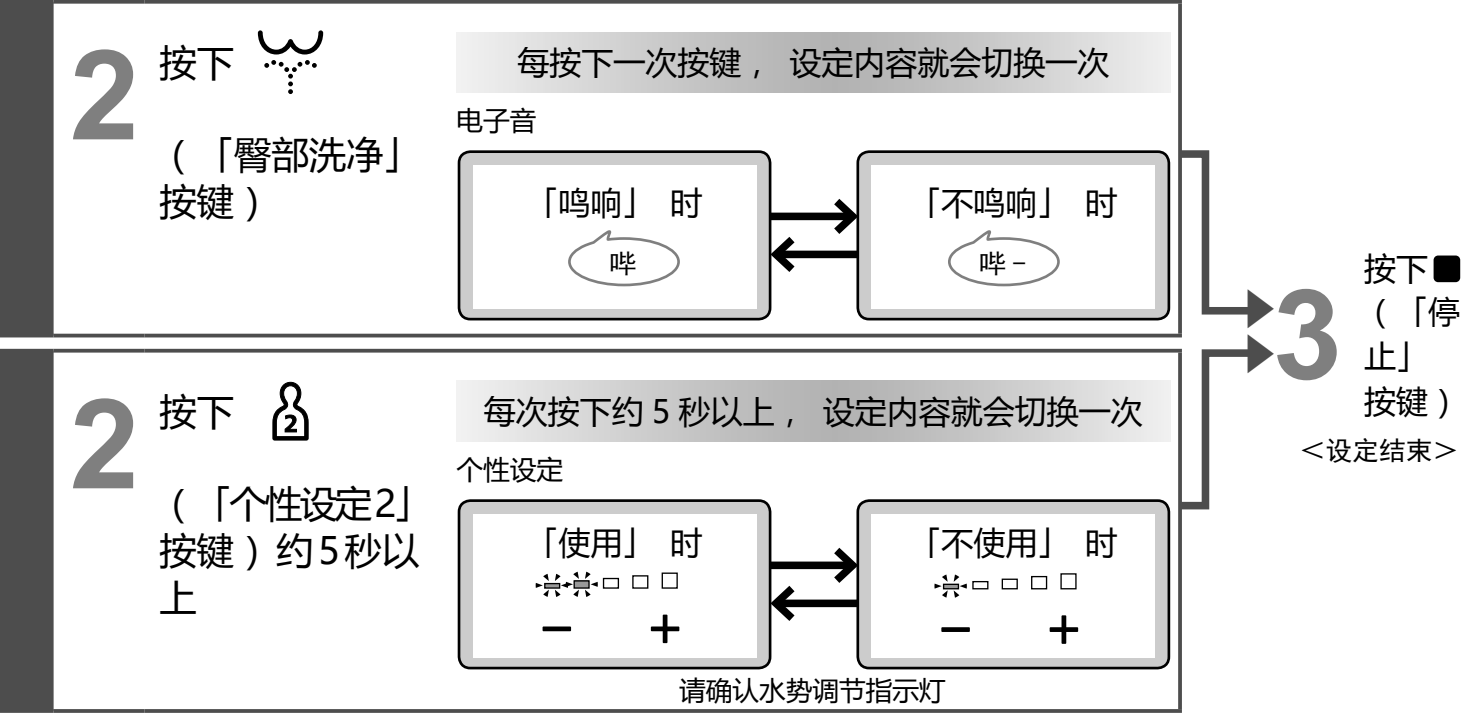 2
按下
(「臀部洗净」
按键)
每按下一次按键, 设定内容就会切换一次
电子音
「鸣响」 时
哔
「不鸣响」 时
哔–
2
按下 2
(「个性设定2」
按键)约5秒以
上
每次按下约 5 秒以上, 设定内容就会切换一次
个性设定
「使用」 时
– +
「不使用」 时
– +
请确认水势调节指示灯
3
按下■
(「停
止」
按键)
<设定结束>